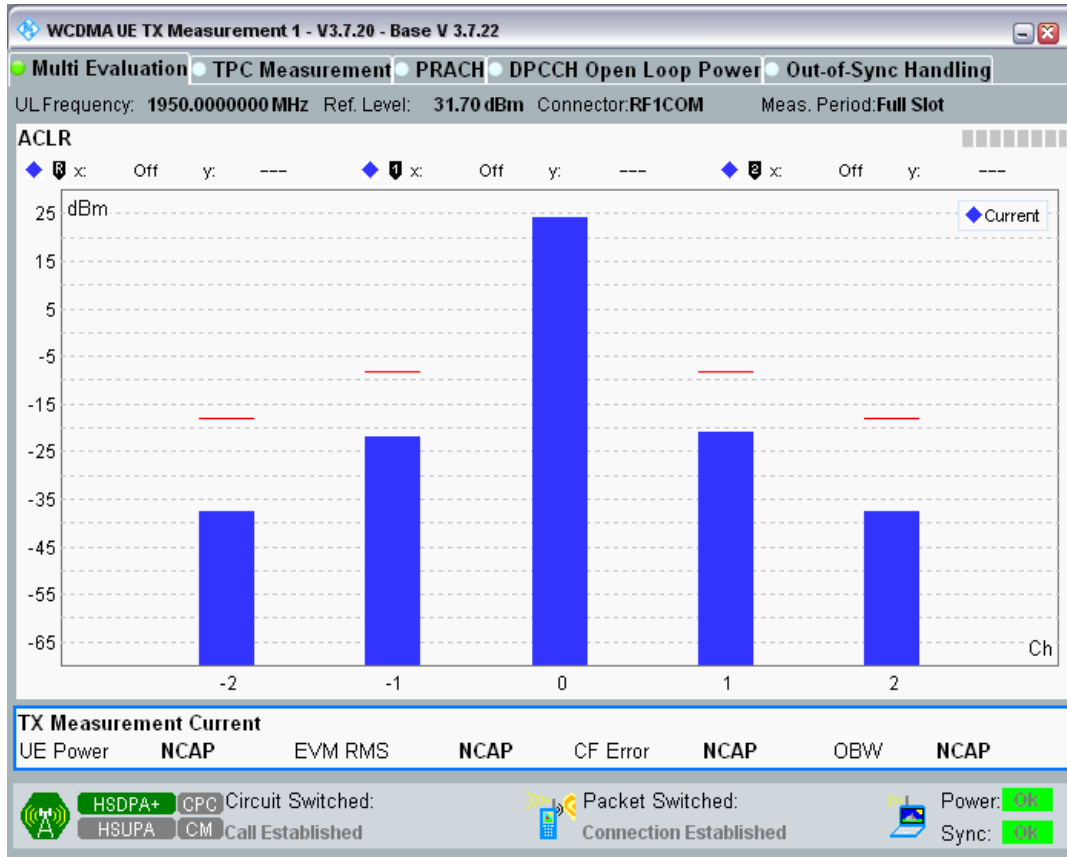 WCDMA UE TX Measurement 1 - V3.7.20 - Base V 3.7.22
Multi Evaluation TPC Measurement PRACH DPCCH Open Loop Power Out-of-Sync Handling
UL Frequency: 1950.0000000 MHz Ref. Level: 31.70 dBm Connector:RF1COM Meas. Period:Full Slot
ACLR
R x: Off y: --- 1 x: Off y: --- 2 x: Off y: ---
25 dBm Current
15
5
-5
-15
-25
-35
-45
-55
-65 Ch
-2 -1 0 1 2
TX Measurement Current
UE Power NCAP EVM RMS NCAP CF Error NCAP OBW NCAP
HSDPA+ CPC Circuit Switched: Packet Switched: Power: Ok
HSUPA CM Call Established Connection Established Sync: Ok